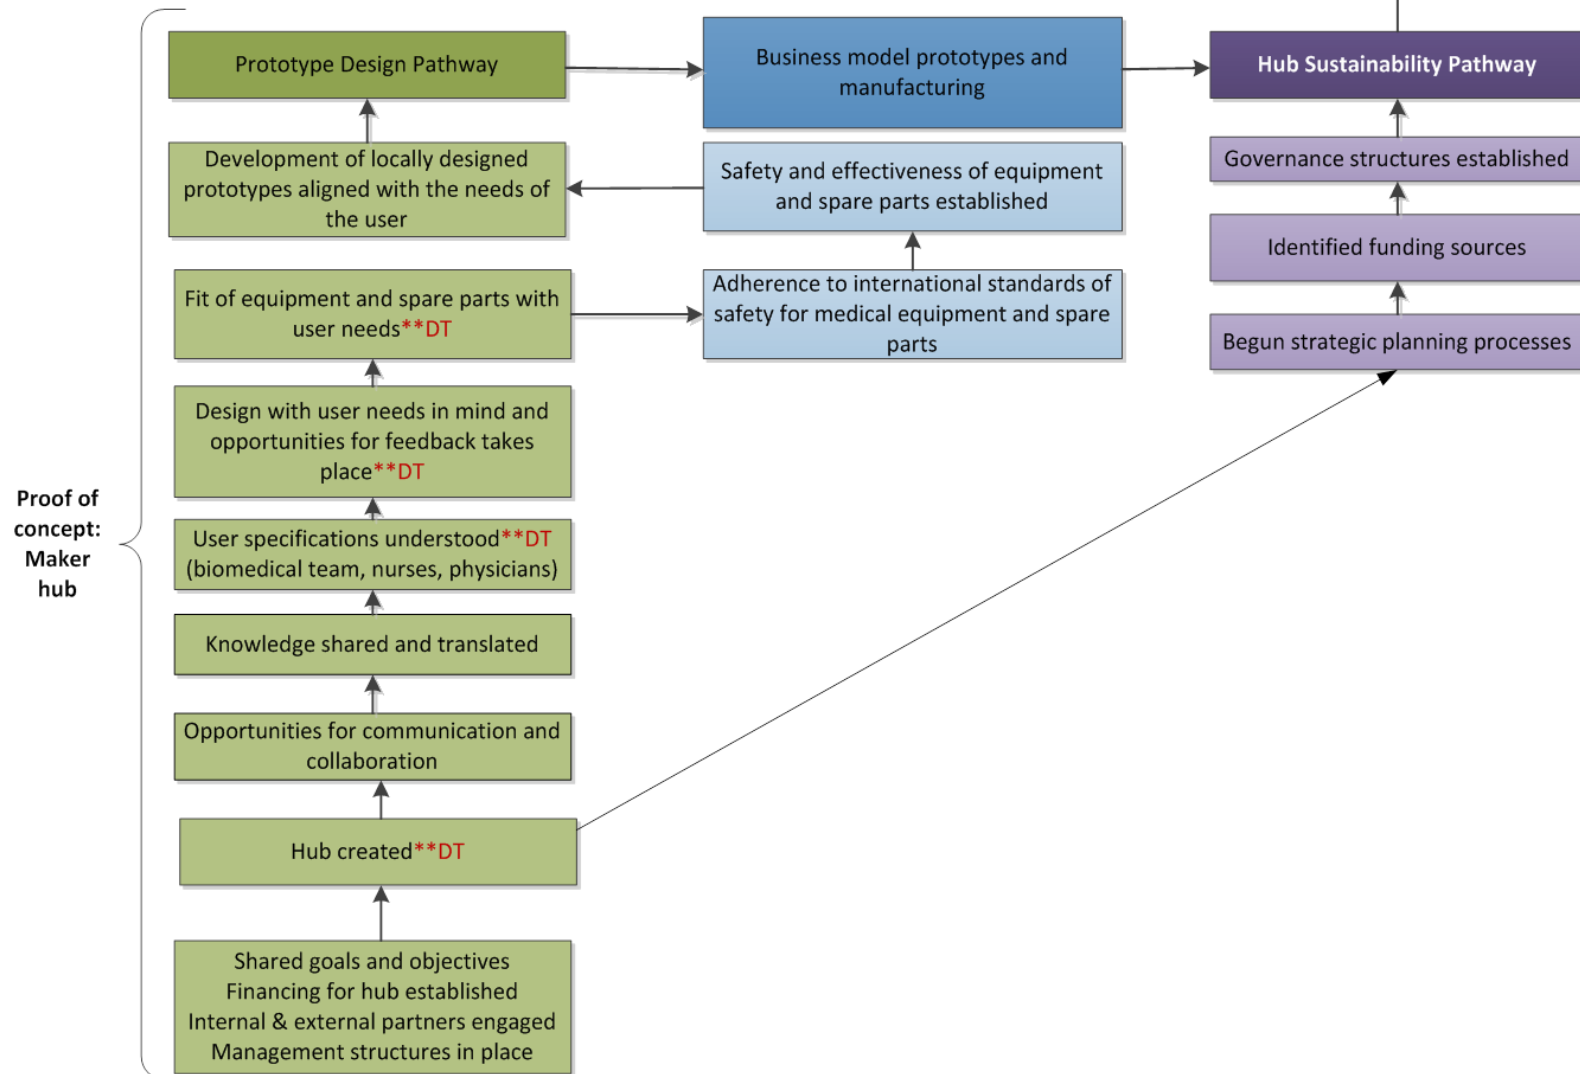 Prototype Design Pathway
Business model prototypes and
manufacturing
Hub Sustainability Pathway
Development of locally designed
prototypes aligned with the needs of
the user
Safety and effectiveness of equipment
and spare parts established
Governance structures established
Identified funding sources
Fit of equipment and spare parts with
user needs**DT
Adherence to international standards of
safety for medical equipment and spare
parts
Begun strategic planning processes
Design with user needs in mind and
opportunities for feedback takes
place**DT
Proof of
concept:
Maker
hub
User specifications understood**DT
(biomedical team, nurses, physicians)
Knowledge shared and translated
Opportunities for communication and
collaboration
Hub created**DT
Shared goals and objectives
Financing for hub established
Internal & external partners engaged
Management structures in place